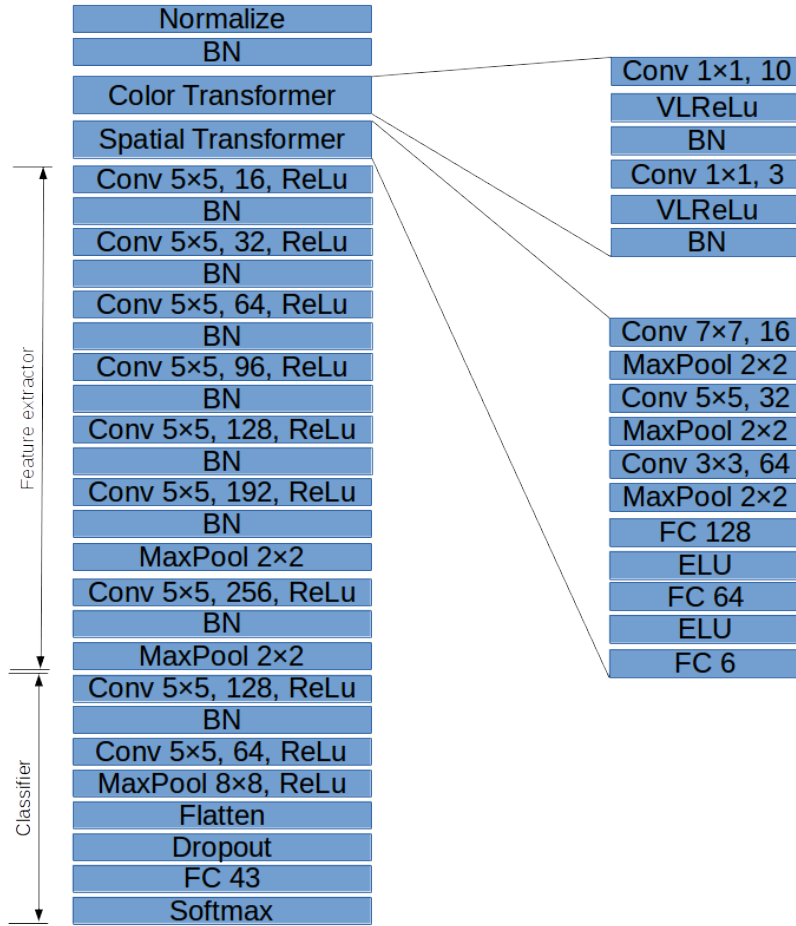 Normalize
BN
Color Transformer
Spatial Transformer
Conv 5×5, 16, ReLu
BN
Conv 5×5, 32, ReLu
BN
Conv 5×5, 64, ReLu
BN
Conv 5×5, 96, ReLu
BN
Conv 5×5, 128, ReLu
BN
Conv 5×5, 192, ReLu
BN
MaxPool 2×2
Conv 5×5, 256, ReLu
BN
MaxPool 2×2
Conv 5×5, 128, ReLu
BN
Conv 5×5, 64, ReLu
MaxPool 8×8, ReLu
Flatten
Dropout
FC 43
Softmax
Feature extractor
Classifier
Conv 1×1, 10
VLReLu
BN
Conv 1×1, 3
VLReLu
BN
Conv 7×7, 16
MaxPool 2×2
Conv 5×5, 32
MaxPool 2×2
Conv 3×3, 64
MaxPool 2×2
FC 128
ELU
FC 64
ELU
FC 6